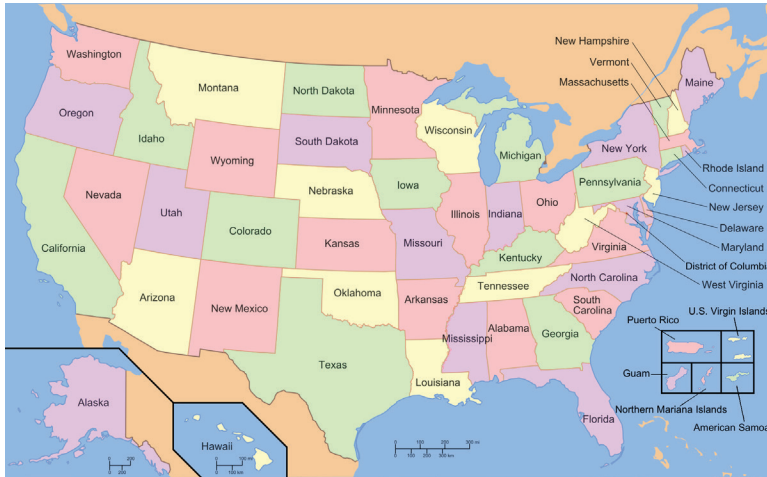 New Hampshire
Vermont
Massachusetts
Washington
Montana
North Dakota
Minnesota
Maine
Oregon
Idaho
South Dakota
Wisconsin
New York
Wyoming
Michigan
Rhode Island
Connecticut
New Jersey
Delaware
Maryland
District of Columbi
West Virginia
Nevada
Nebraska
Iowa
Pennsylvania
Utah
Colorado
Illinois
Indiana
Ohio
California
Kansas
Missouri
Kentucky
Virginia
Arizona
New Mexico
Oklahoma
Arkansas
Tennessee
North Carolina
South
Carolina
Texas
Louisiana
Mississippi
Alabama
Georgia
Florida
U.S. Virgin Islands
Puerto Rico
Guam
Northern Mariana Islands
American Samoa
Alaska
Hawaii